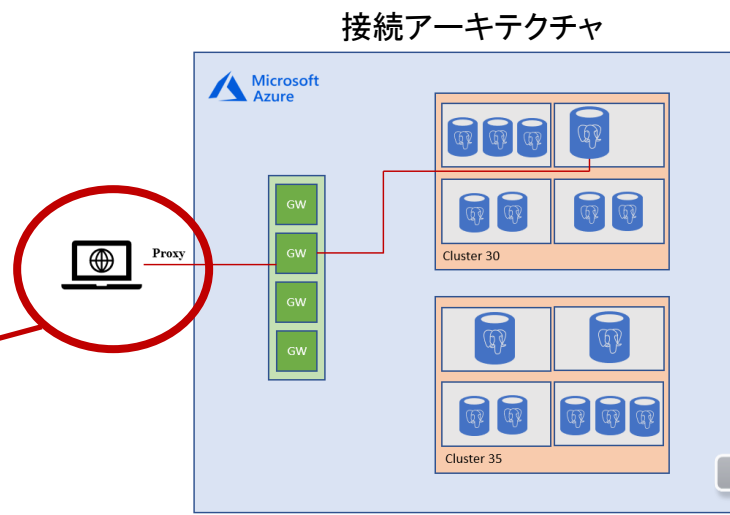 接続アーキテクチャ
Microsoft
Azure
GW
Proxy
GW
GW
GW
Cluster 30
Cluster 35